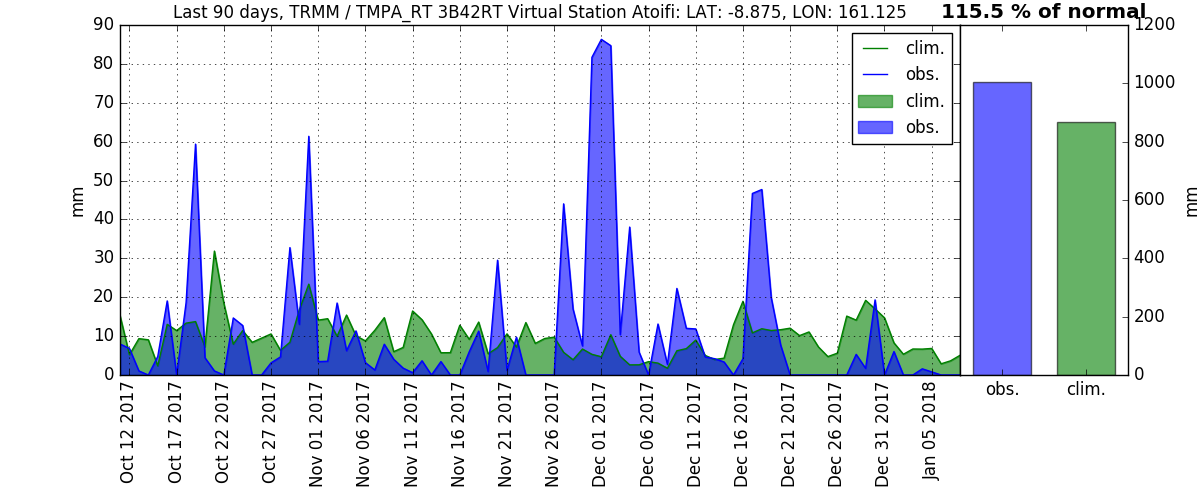 Last 90 days, TRMM / TMPA_RT 3B42RT Virtual Station Atoifi: LAT: -8.875, LON: 161.125
115.5 % of normal
90
80
70
60
50
40
30
20
10
0
mm
clim.
obs.
clim.
obs.
1200
1000
800
600
400
200
0
mm
obs.
clim.
Oct 12 2017
Oct 17 2017
Oct 22 2017
Oct 27 2017
Nov 01 2017
Nov 06 2017
Nov 11 2017
Nov 16 2017
Nov 21 2017
Nov 26 2017
Dec 01 2017
Dec 06 2017
Dec 11 2017
Dec 16 2017
Dec 21 2017
Dec 26 2017
Dec 31 2017
Jan 05 2018